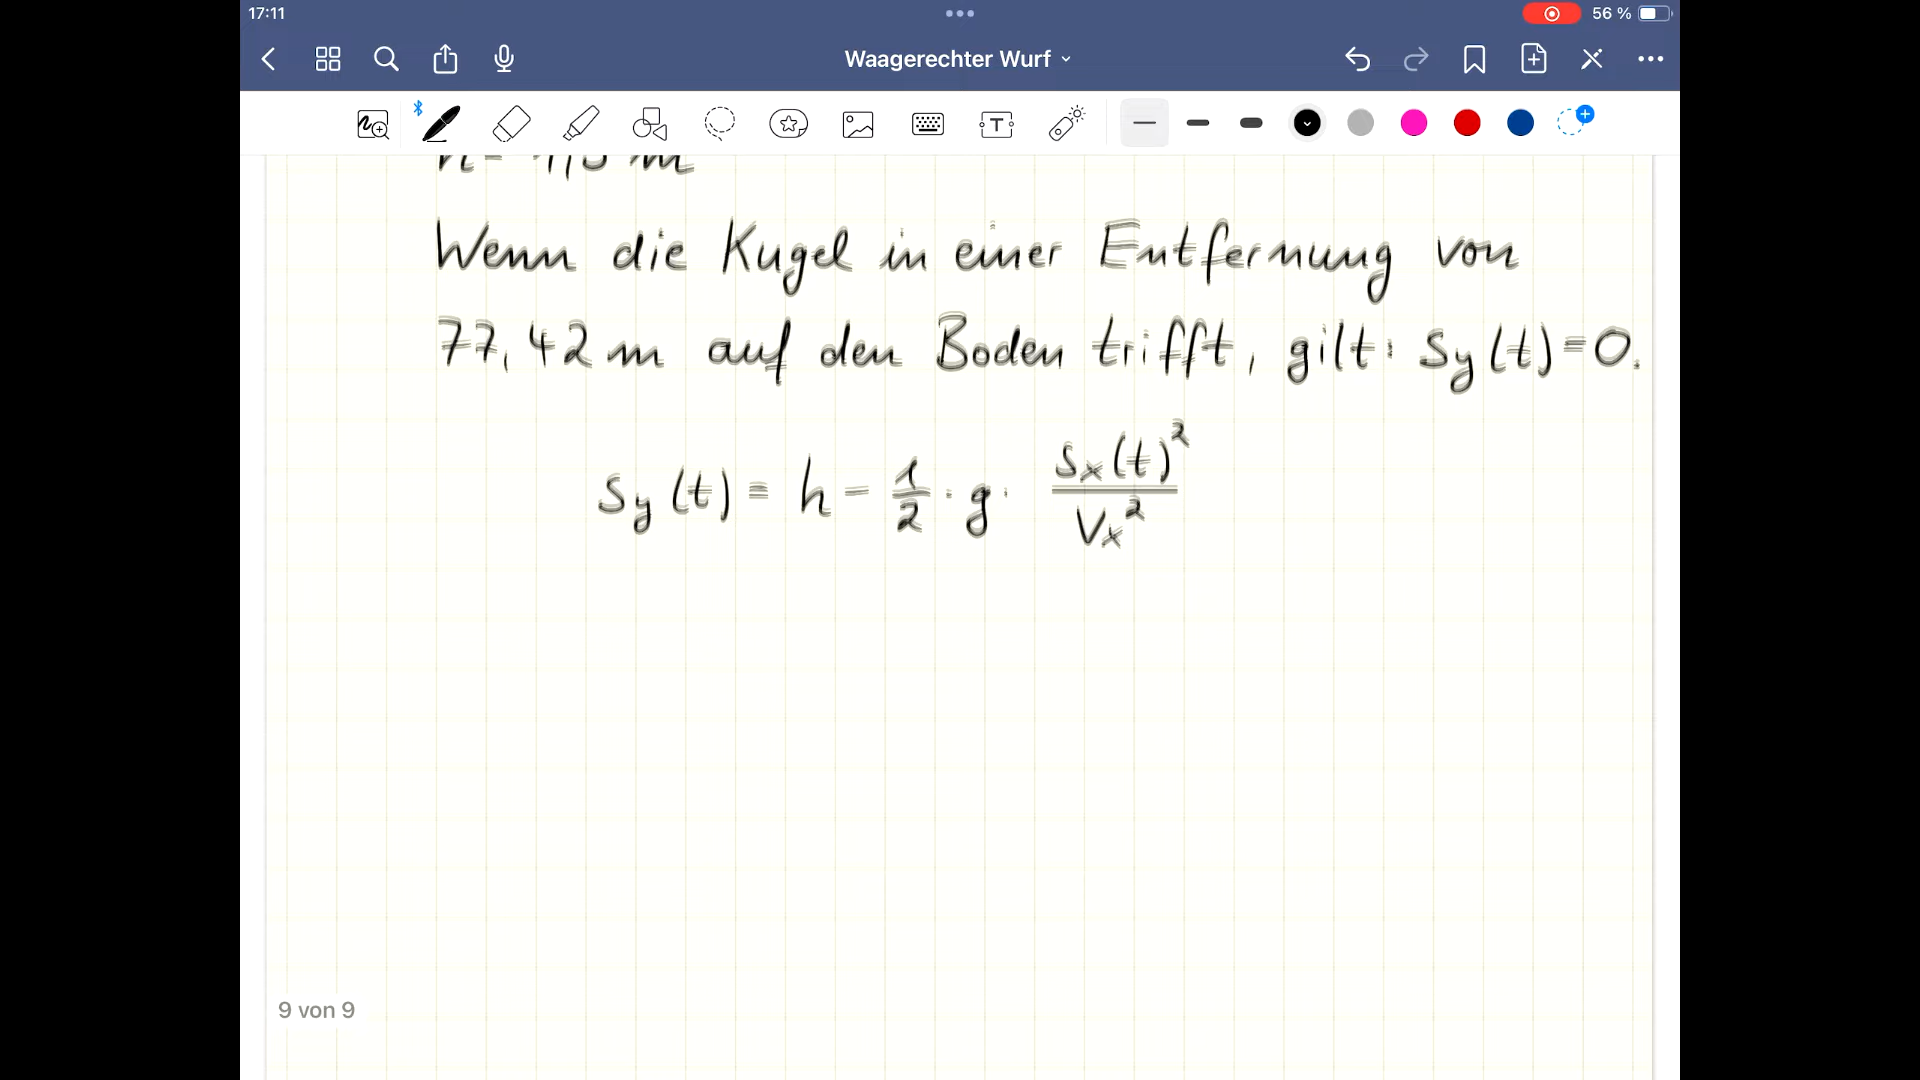 17:11
56 %
Waagerechter Wurf
Wenn die Kugel in einer Entfernung von
77,42 m auf den Boden trifft, gilt: Sy(t)=0.
Sy(t) = h - 1/2 · g · Sx(t)²/Vx²
9 von 9